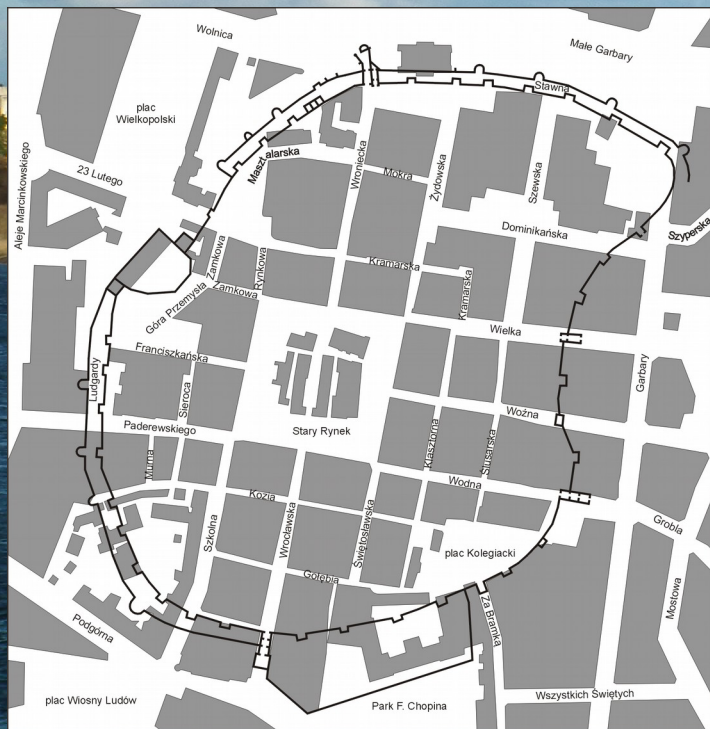 Wolnica
Małe Garbary
Stawna
plac
Wielkopolski
Masztalarska
23 Lutego
Aleje Marcinkowskiego
Wroniecka
Mokra
Żydowska
Szewska
Dominikańska
Szyperska
Zamkowa
Rynkowa
Kramarska
Zamkowa
Kramarska
Góra Przemysła
Wielka
Franciszkańska
Garbary
Ludgardy
Sieroca
Woźna
Paderewskiego
Stary Rynek
Klasztorna
Ślusarska
Murna
Wodna
Kozia
Grobla
Szkolna
Wrocławska
Świętosławska
plac Kolegiacki
Gołębia
Za Bramką
Mostowa
Podgórna
Wszystkich Świętych
plac Wiosny Ludów
Park F. Chopina